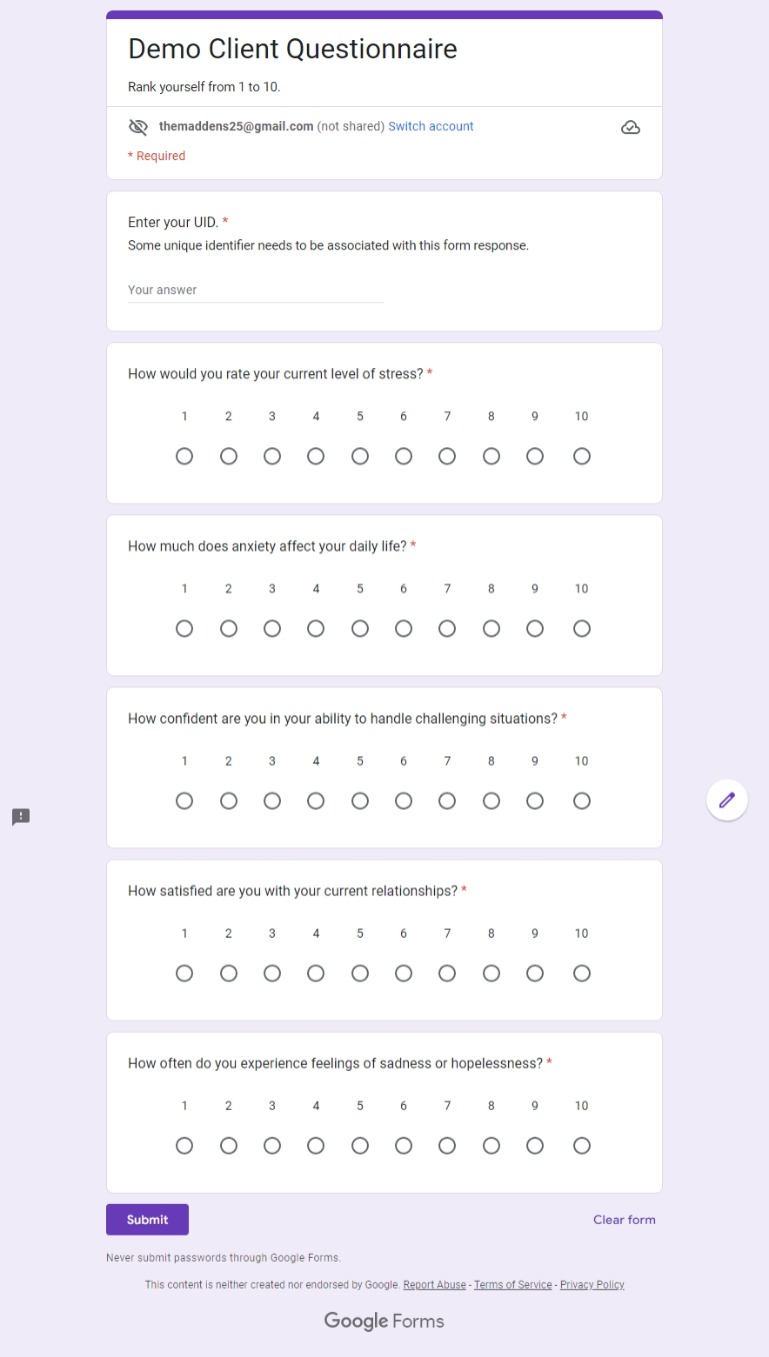 Demo Client Questionnaire
Rank yourself from 1 to 10.
themaddens25@gmail.com (not shared) Switch account
* Required
Enter your UID. *
Some unique identifier needs to be associated with this form response.
Your answer
How would you rate your current level of stress? *
1 2 3 4 5 6 7 8 9 10
How much does anxiety affect your daily life? *
1 2 3 4 5 6 7 8 9 10
How confident are you in your ability to handle challenging situations? *
1 2 3 4 5 6 7 8 9 10
How satisfied are you with your current relationships? *
1 2 3 4 5 6 7 8 9 10
How often do you experience feelings of sadness or hopelessness? *
1 2 3 4 5 6 7 8 9 10
Submit Clear form
Never submit passwords through Google Forms.
This content is neither created nor endorsed by Google. Report Abuse - Terms of Service - Privacy Policy
Google Forms